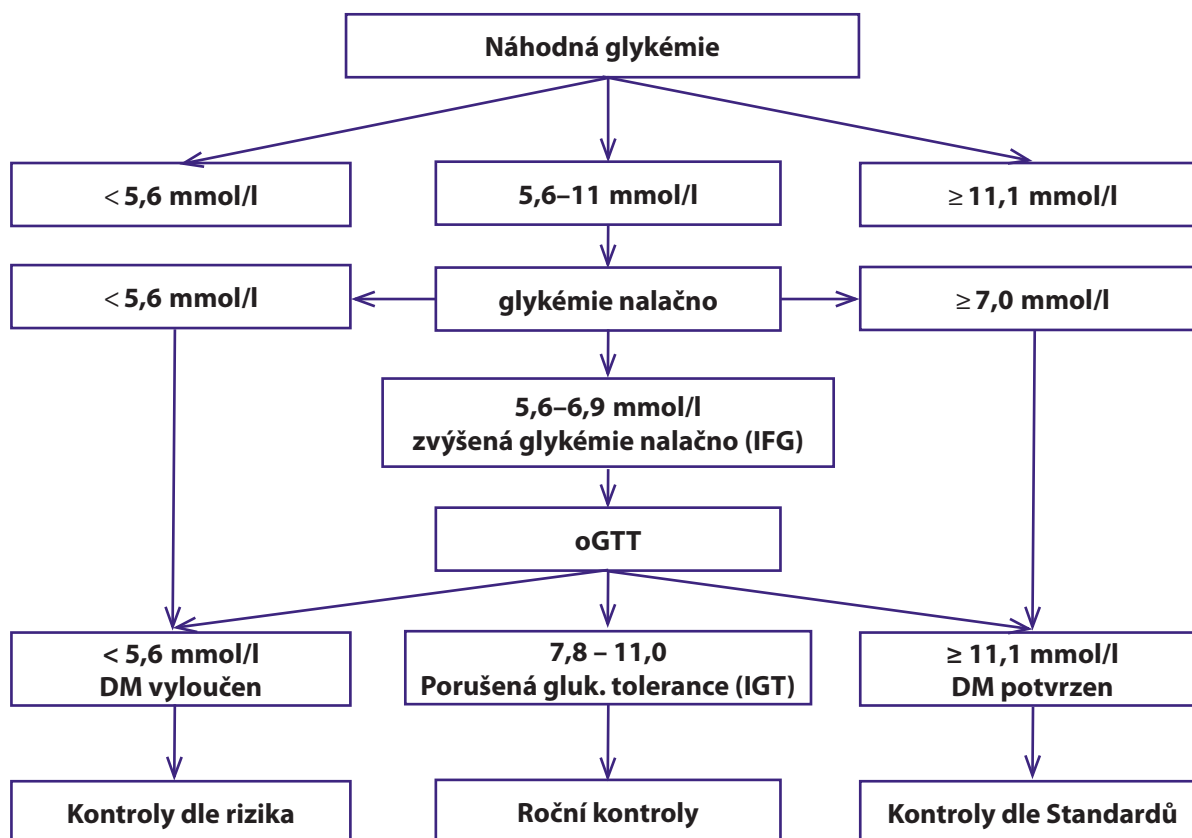 Náhodná glykémie
< 5,6 mmol/l
5,6–11 mmol/l
≥ 11,1 mmol/l
< 5,6 mmol/l
glykémie nalačno
≥ 7,0 mmol/l
5,6–6,9 mmol/l
zvýšená glykémie nalačno (IFG)
oGTT
< 5,6 mmol/l
DM vyloučen
7,8 – 11,0
Porušená gluk. tolerance (IGT)
≥ 11,1 mmol/l
DM potvrzen
Kontroly dle rizika
Roční kontroly
Kontroly dle Standardů